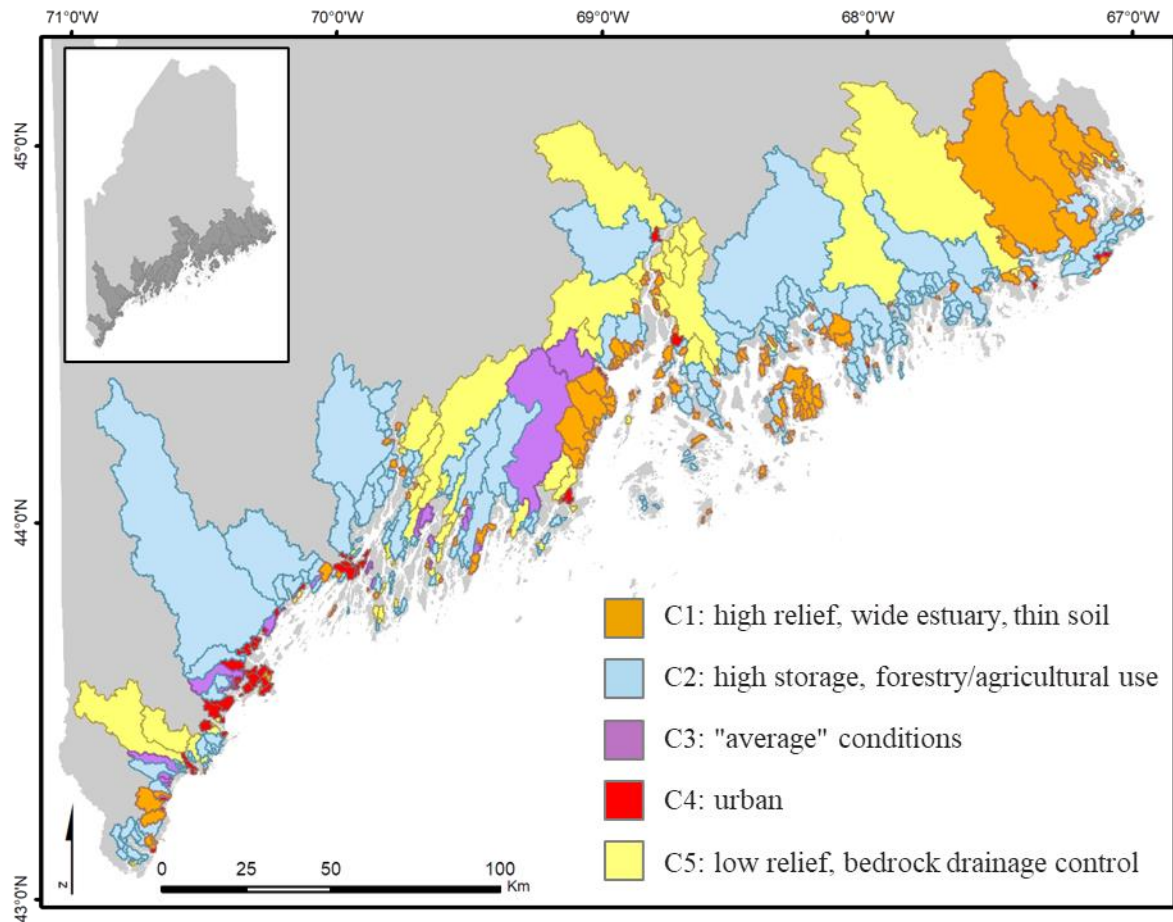 71°0'W 70°0'W 69°0'W 68°0'W 67°0'W
45°0'N
44°0'N
43°0'N
C1: high relief, wide estuary, thin soil
C2: high storage, forestry/agricultural use
C3: "average" conditions
C4: urban
C5: low relief, bedrock drainage control
N
0 25 50 100
Km